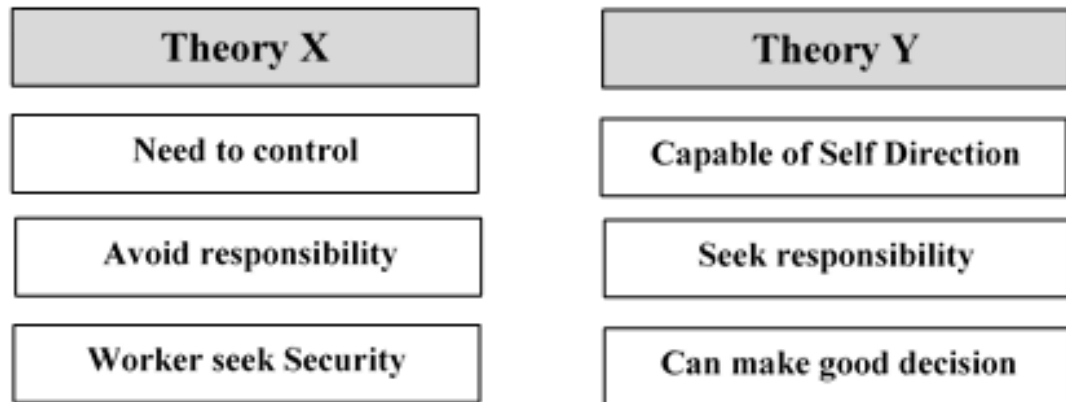 Theory X
Need to control
Avoid responsibility
Worker seek Security
Theory Y
Capable of Self Direction
Seek responsibility
Can make good decision